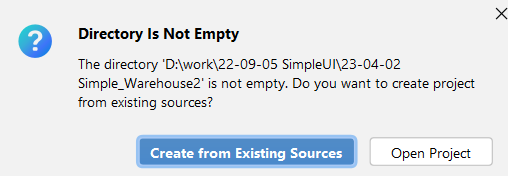 Directory Is Not Empty
The directory 'D:\work\22-09-05 SimpleUI\23-04-02
Simple_Warehouse2' is not empty. Do you want to create project
from existing sources?
Create from Existing Sources
Open Project